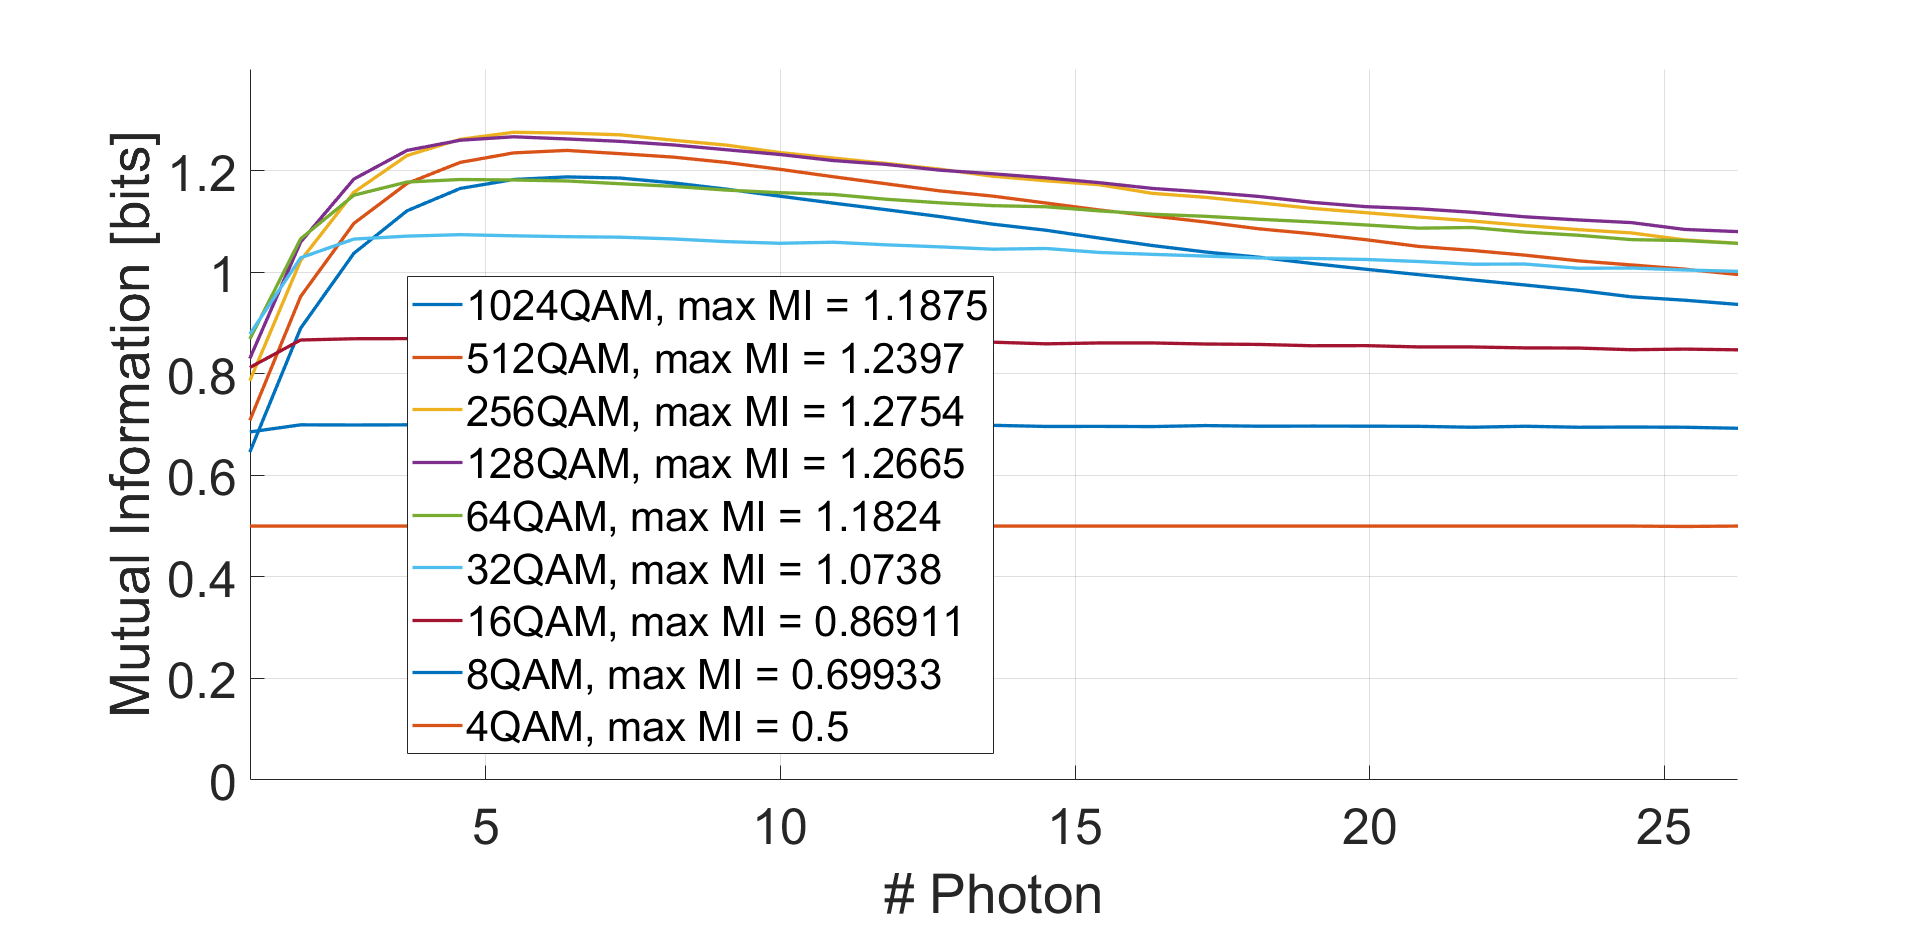 Mutual Information [bits]
1.2
1
0.8
0.6
0.4
0.2
0
1024QAM, max MI = 1.1875
512QAM, max MI = 1.2397
256QAM, max MI = 1.2754
128QAM, max MI = 1.2665
64QAM, max MI = 1.1824
32QAM, max MI = 1.0738
16QAM, max MI = 0.86911
8QAM, max MI = 0.69933
4QAM, max MI = 0.5
5 10 15 20 25
# Photon